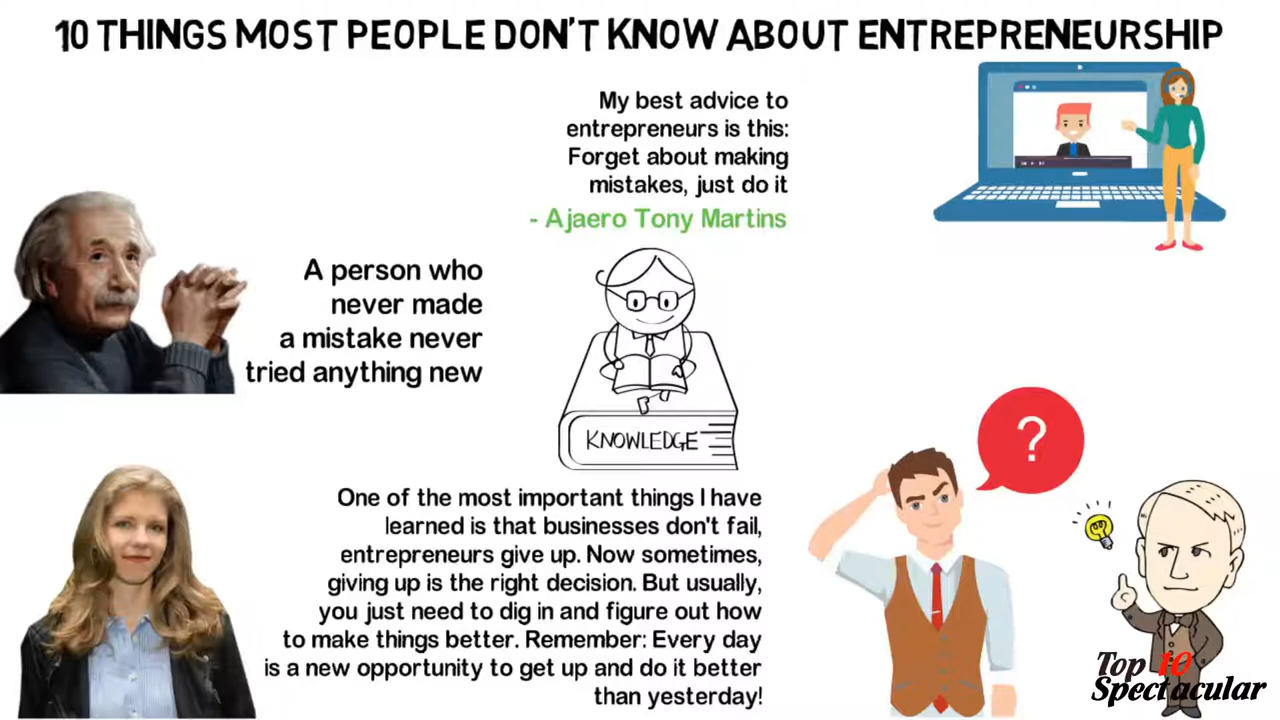 10 THINGS MOST PEOPLE DON'T KNOW ABOUT ENTREPRENEURSHIP
My best advice to
entrepreneurs is this:
Forget about making
mistakes, just do it
- Ajaero Tony Martins
A person who
never made
a mistake never
tried anything new
KNOWLEDGE
?
One of the most important things I have
learned is that businesses don't fail,
entrepreneurs give up. Now sometimes,
giving up is the right decision. But usually,
you just need to dig in and figure out how
to make things better. Remember: Every day
is a new opportunity to get up and do it better
than yesterday!
Top 10
Spectacular